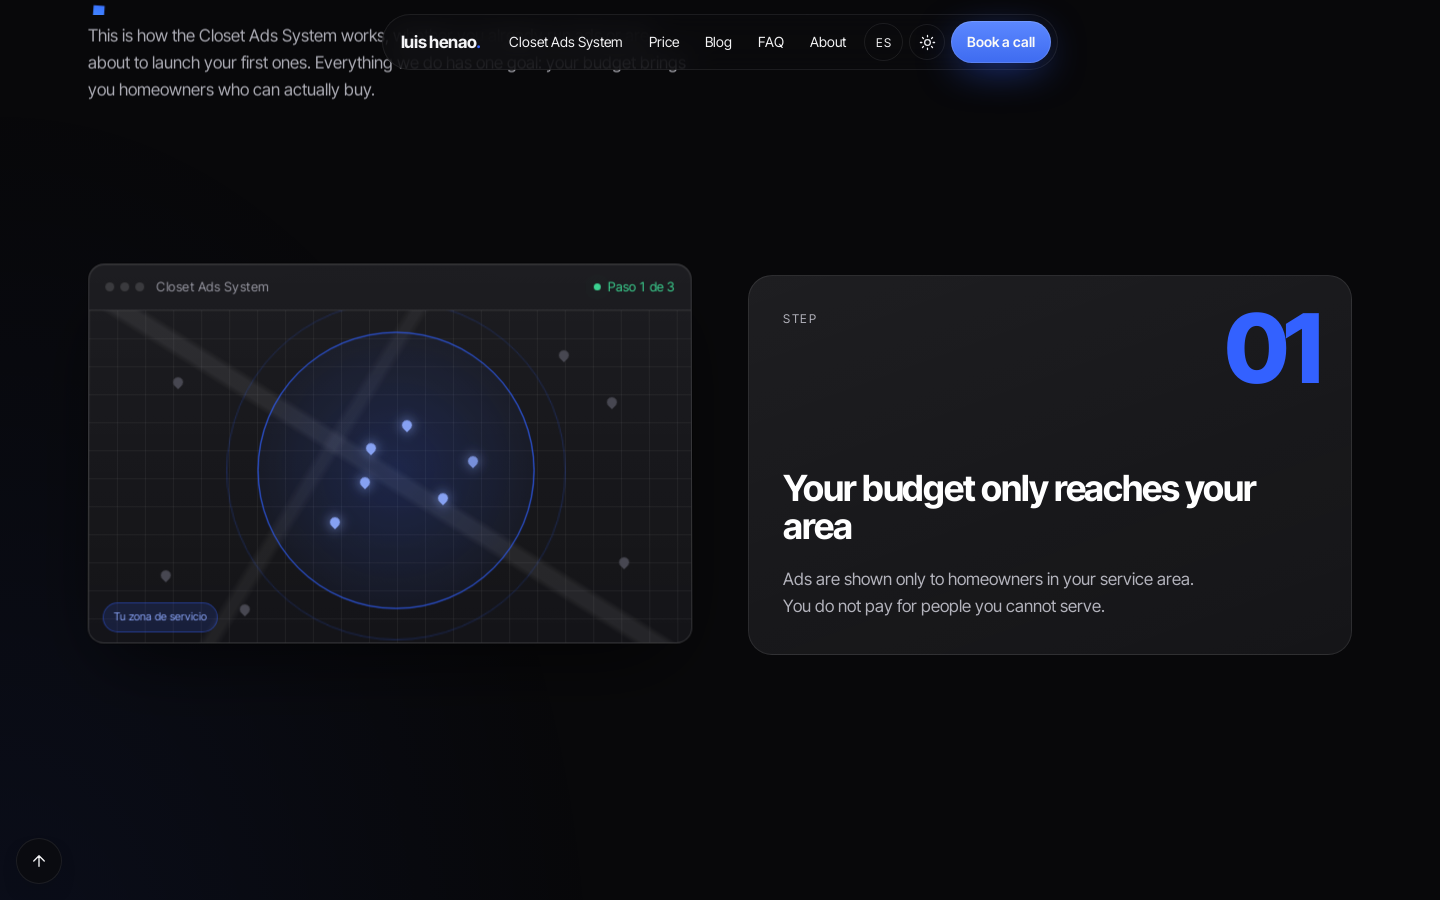 luis henao.
Closet Ads System
Price
Blog
FAQ
About
ES
Book a call
This is how the Closet Ads System works
about to launch your first ones. Everything we do has one goal: your budget brings
you homeowners who can actually buy.
Closet Ads System
Paso 1 de 3
Tu zona de servicio
STEP
01
Your budget only reaches your
area
Ads are shown only to homeowners in your service area.
You do not pay for people you cannot serve.